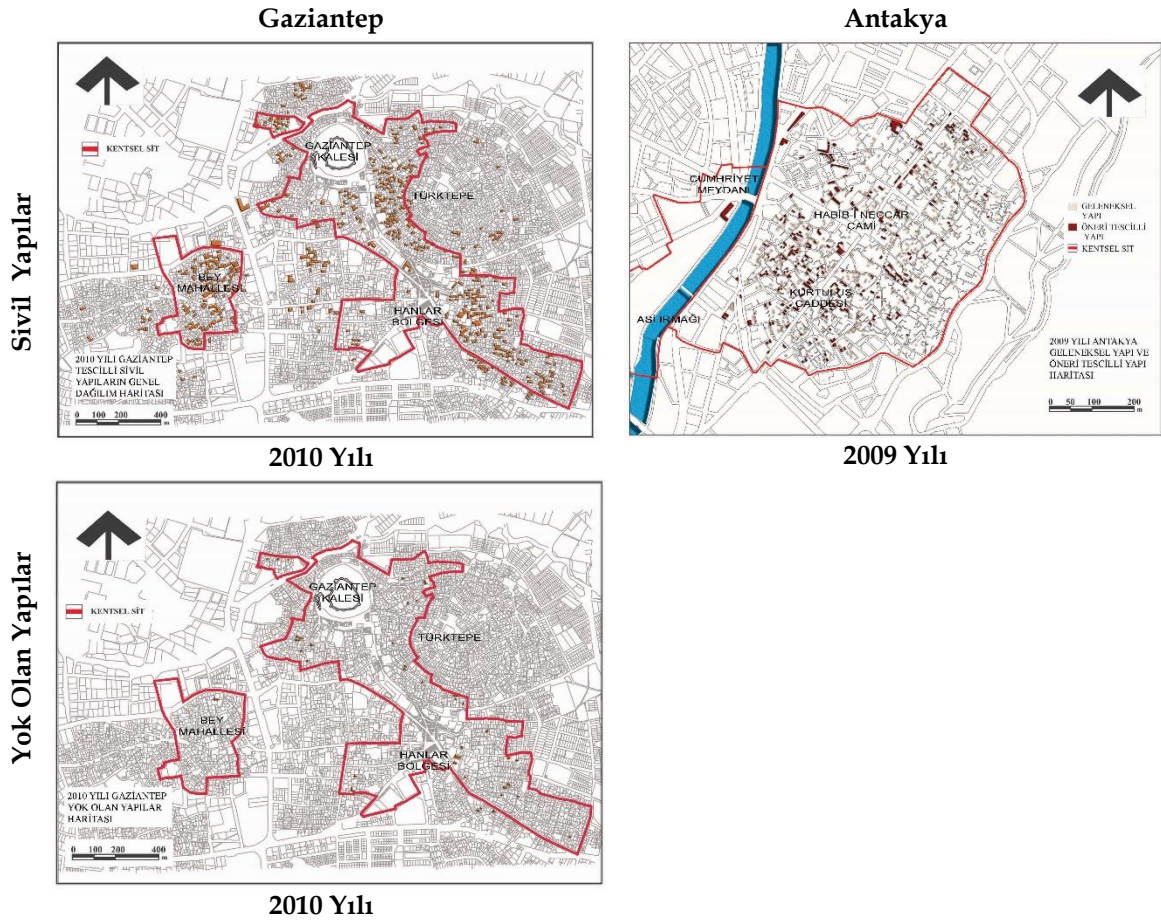 Gaziantep
Antakya
Sivil Yapılar
KENTSEL SİT
GAZİANTEP
KALESİ
TÜRKTEPE
BEY
MAHALLESİ
HANLAR
BÖLGESİ
2010 YILI GAZİANTEP
TESCİLLİ SİVİL
YAPILARIN GENEL
DAĞILIM HARİTASI
0 100 200 400
m
CUMHRİYET
MEYDANI
HABİB-İ NECCAR
CAMİ
KURTULUŞ
CADDESİ
ASİ IRMAĞI
GELENEKSEL
YAPI
ÖNERİ TESCİLLİ
YAPI
KENTSEL SİT
2009 YILI ANTAKYA
GELENEKSEL YAPI VE
ÖNERİ TESCİLLİ YAPI
HARİTASI
0 50 100 200
m
2010 Yılı
2009 Yılı
Yok Olan Yapılar
KENTSEL SİT
GAZİANTEP
KALESİ
TÜRKTEPE
BEY
MAHALLESİ
HANLAR
BÖLGESİ
2010 YILI GAZİANTEP
YOK OLAN YAPILAR
HARİTASI
0 100 200 400
m
2010 Yılı